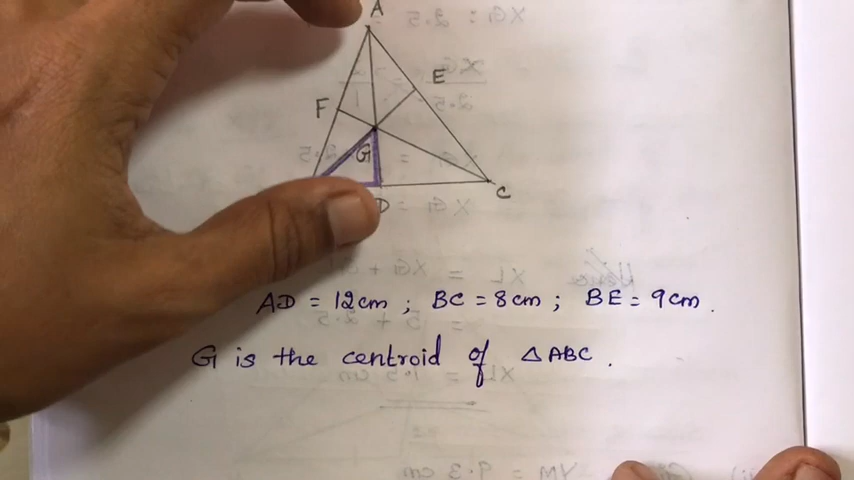 A
E
F
G
D
C
AD = 12cm ; BC = 8cm ; BE = 9cm .
G is the centroid of △ABC .